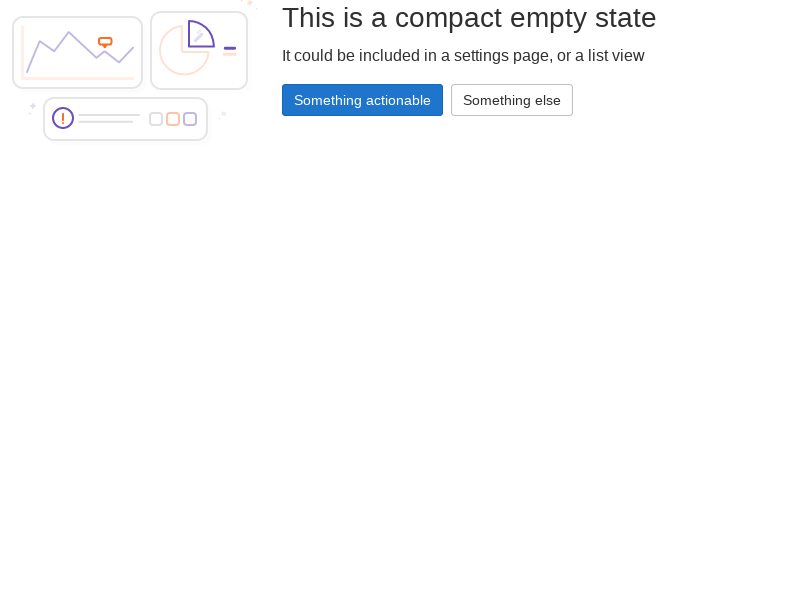 This is a compact empty state
It could be included in a settings page, or a list view
Something actionable
Something else